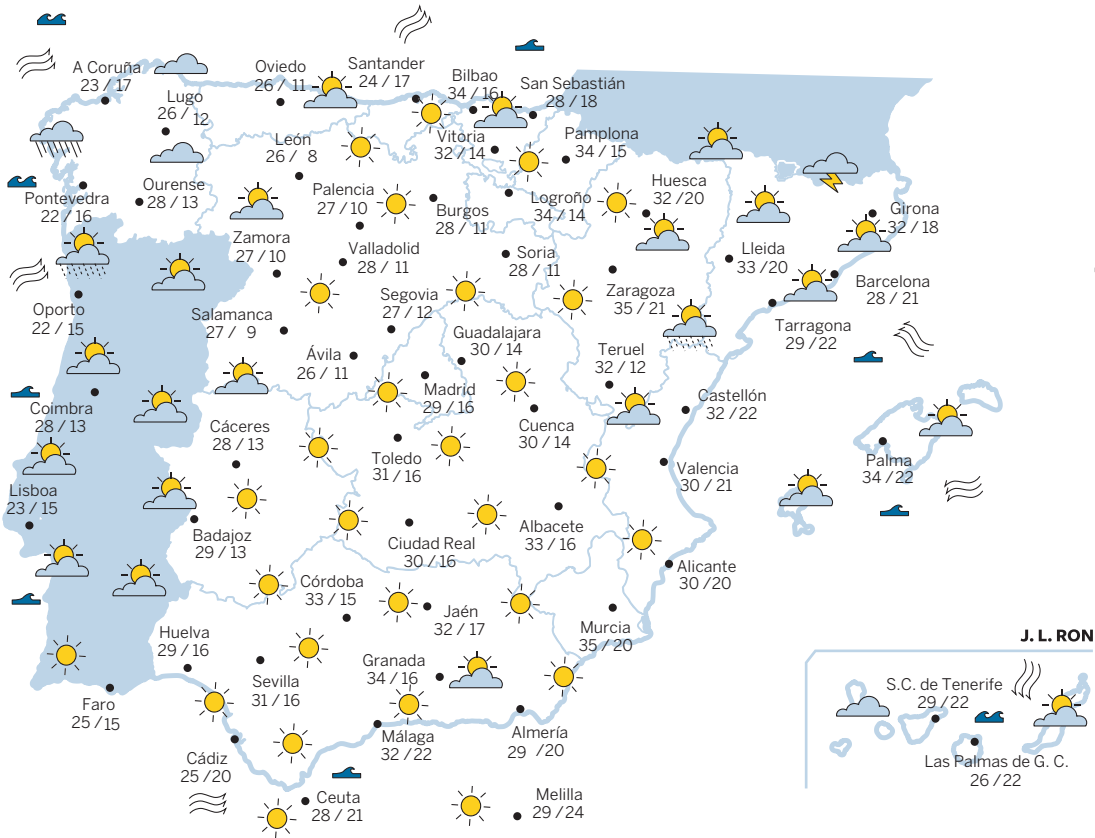 A Coruña
23 / 17
Lugo
26 / 12
Oviedo
26 / 11
Santander
24 / 17
Bilbao
34 / 16
San Sebastián
28 / 18
Vitoria
32 / 14
Pamplona
34 / 15
León
26 / 8
Pontevedra
22 / 16
Ourense
28 / 13
Palencia
27 / 10
Burgos
28 / 11
Logroño
34 / 14
Huesca
32/20
Girona
32 / 18
Zamora
27 / 10
Valladolid
28 / 11
Soria
28 / 11
Lleida
33 / 20
Zaragoza
35 / 21
Barcelona
28 / 21
Oporto
22 / 15
Salamanca
27 / 9
Segovia
27 / 12
Guadalajara
30 / 14
Tarragona
29 / 22
Ávila
26 / 11
Madrid
29 / 16
Teruel
32 / 12
Castellón
32 / 22
Coimbra
28 / 13
Cáceres
28 / 13
Toledo
31 / 16
Cuenca
30 / 14
Valencia
30 / 21
Palma
34 / 22
Lisboa
23 / 15
Badajoz
29 / 13
Ciudad Real
30 / 16
Albacete
33 / 16
Alicante
30 / 20
Córdoba
33 / 15
Jaén
32 / 17
Murcia
35 / 20
Huelva
29 / 16
Sevilla
31 / 16
Granada
34 / 16
Faro
25 / 15
Cádiz
25 / 20
Málaga
32 / 22
Almería
29 / 20
Ceuta
28 / 21
Melilla
29 / 24
J. L. RON
S.C. de Tenerife
29 / 22
Las Palmas de G. C.
26 / 22